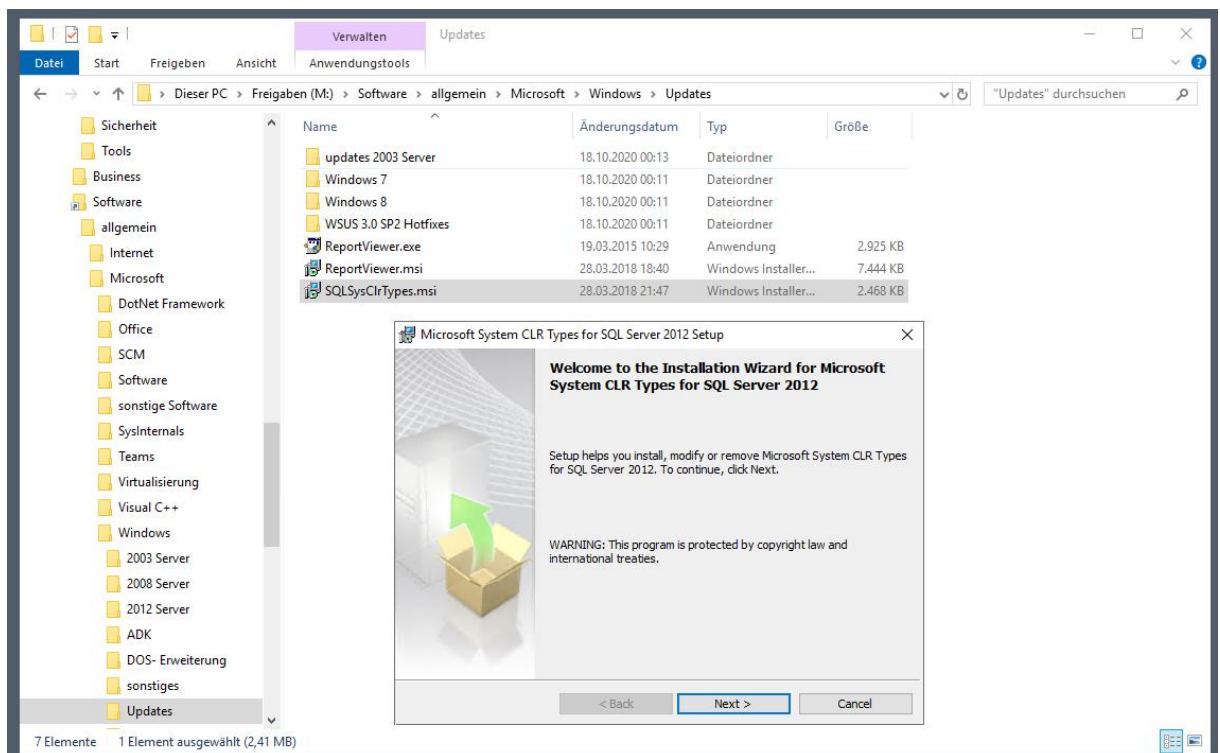 Verwalten Updates
Datei Start Freigeben Ansicht Anwendungstools
Dieser PC > Freigaben (M:) > Software > allgemein > Microsoft > Windows > Updates
"Updates" durchsuchen
Sicherheit
Tools
Business
Software
allgemein
Internet
Microsoft
DotNet Framework
Office
SCM
Software
sonstige Software
SysInternals
Teams
Virtualisierung
Visual C++
Windows
2003 Server
2008 Server
2012 Server
ADK
DOS- Erweiterung
sonstiges
Updates
Name Änderungsdatum Typ Größe
updates 2003 Server 18.10.2020 00:13 Dateiordner
Windows 7 18.10.2020 00:11 Dateiordner
Windows 8 18.10.2020 00:11 Dateiordner
WSUS 3.0 SP2 Hotfixes 18.10.2020 00:11 Dateiordner
ReportViewer.exe 19.03.2015 10:29 Anwendung 2.925 KB
ReportViewer.msi 28.03.2018 18:40 Windows Installer... 7.444 KB
SQLSysClrTypes.msi 28.03.2018 21:47 Windows Installer... 2.468 KB
Microsoft System CLR Types for SQL Server 2012 Setup
Welcome to the Installation Wizard for Microsoft
System CLR Types for SQL Server 2012
Setup helps you install, modify or remove Microsoft System CLR Types
for SQL Server 2012. To continue, click Next.
WARNING: This program is protected by copyright law and
international treaties.
< Back Next > Cancel
7 Elemente 1 Element ausgewählt (2,41 MB)